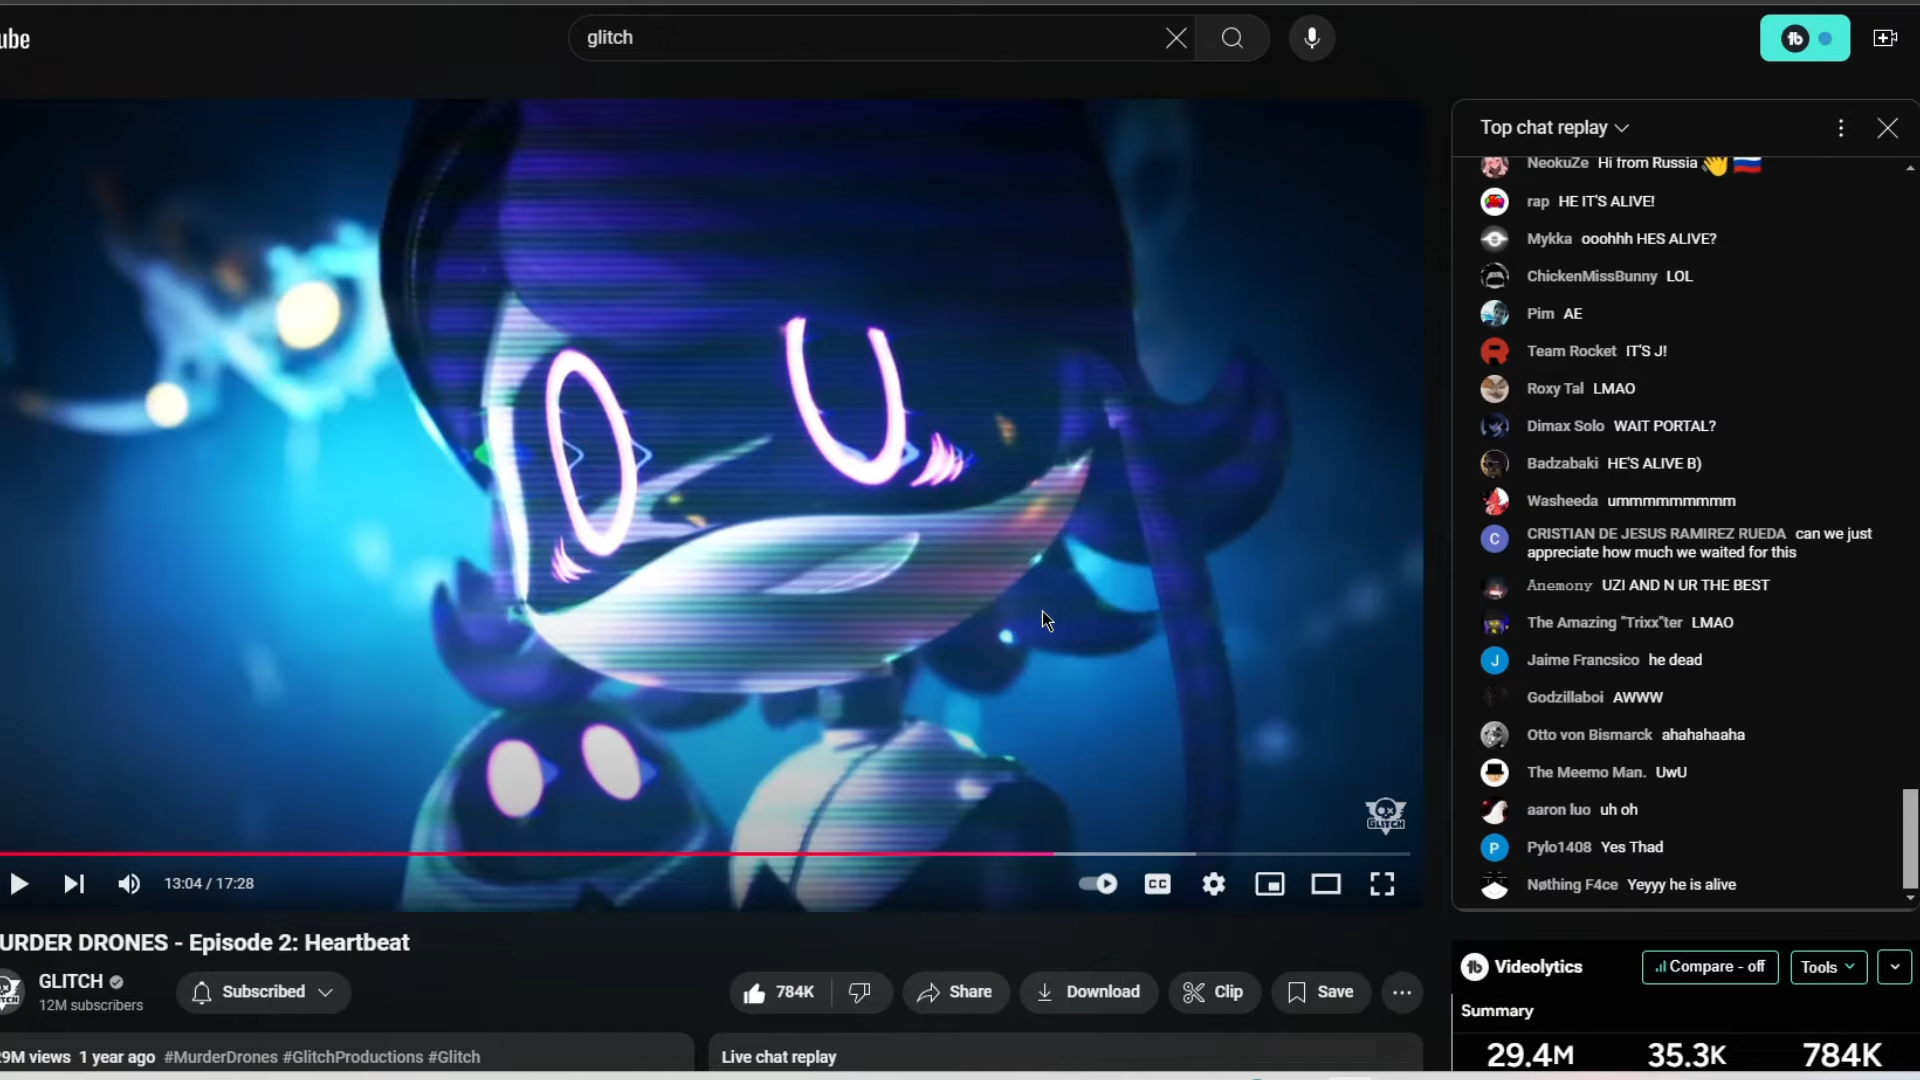 ube
glitch
Top chat replay
NeokuZe Hi from Russia 👋 🇷🇺
rap HE IT'S ALIVE!
Mykka ooohhh HES ALIVE?
ChickenMissBunny LOL
Pim AE
Team Rocket IT'S J!
Roxy Tal LMAO
Dimax Solo WAIT PORTAL?
Badzabaki HE'S ALIVE B)
Washeeda ummmmmmmmm
C CRISTIAN DE JESUS RAMIREZ RUEDA can we just
appreciate how much we waited for this
Anemony UZI AND N UR THE BEST
The Amazing "Trixx"ter LMAO
J Jaime Francsico he dead
Godzillaboi AWWW
Otto von Bismarck ahahahaaha
The Meemo Man. UwU
aaron luo uh oh
P Pylo1408 Yes Thad
Nøthing F4ce Yeyyy he is alive
GLITCH
13:04 / 17:28
CC
URDER DRONES - Episode 2: Heartbeat
GLITCH
12M subscribers
Subscribed
784K
Share
Download
Clip
Save
29M views 1 year ago #MurderDrones #GlitchProductions #Glitch
Live chat replay
Videolytics
Compare - off
Tools
Summary
29.4M 35.3K 784K